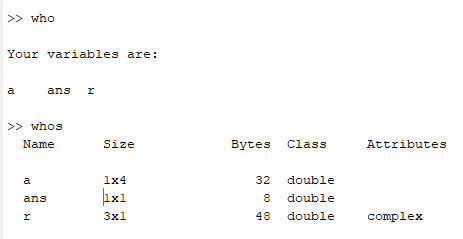 >> who
Your variables are:
a    ans  r
>> whos
  Name      Size            Bytes  Class     Attributes
  a         1x4                32  double
  ans       1x1                 8  double
  r         3x1                48  double    complex